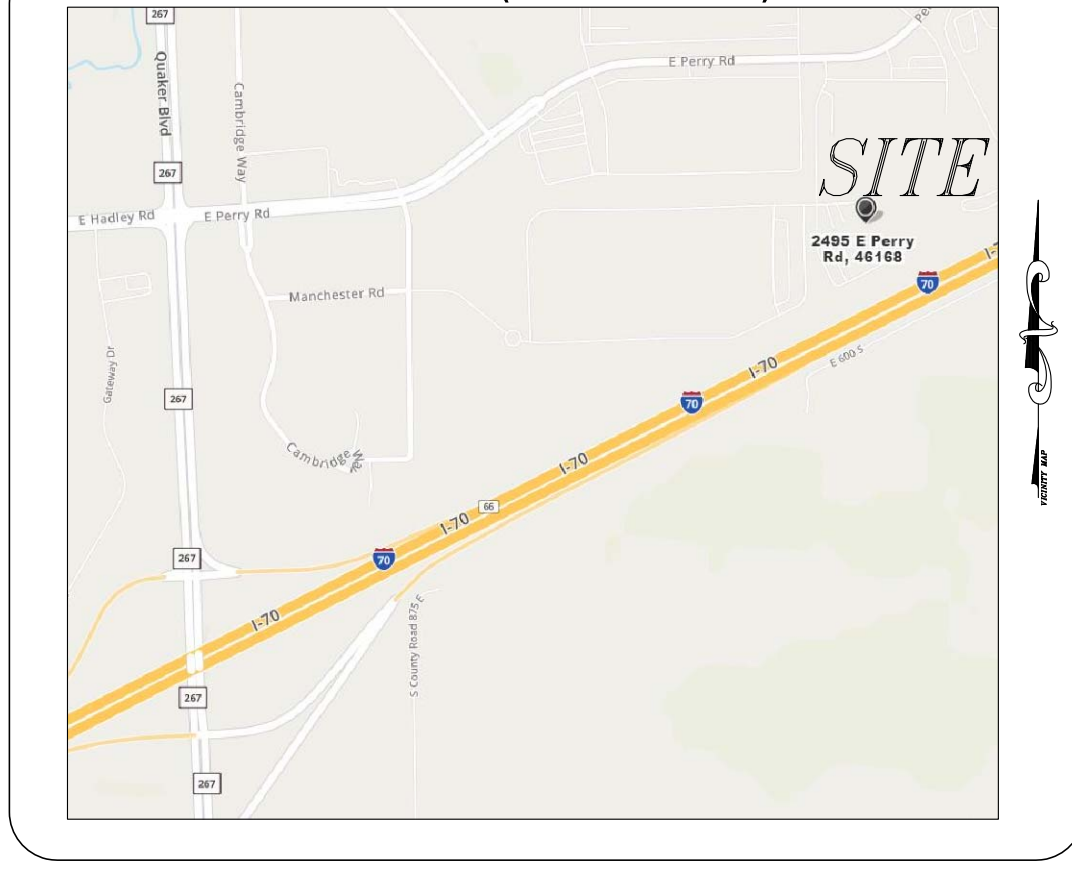 267
Quaker Blvd
Cambridge Way
E Perry Rd
267
SITE
E Hadley Rd
E Perry Rd
2495 E Perry
Rd, 46168
I-7
70
Manchester Rd
E 600 S
Gateway Dr
I-70
267
70
Cambridge Way
I-70
VICINITY MAP
66
I-70
267
70
S County Road 875 E
I-70
267
267